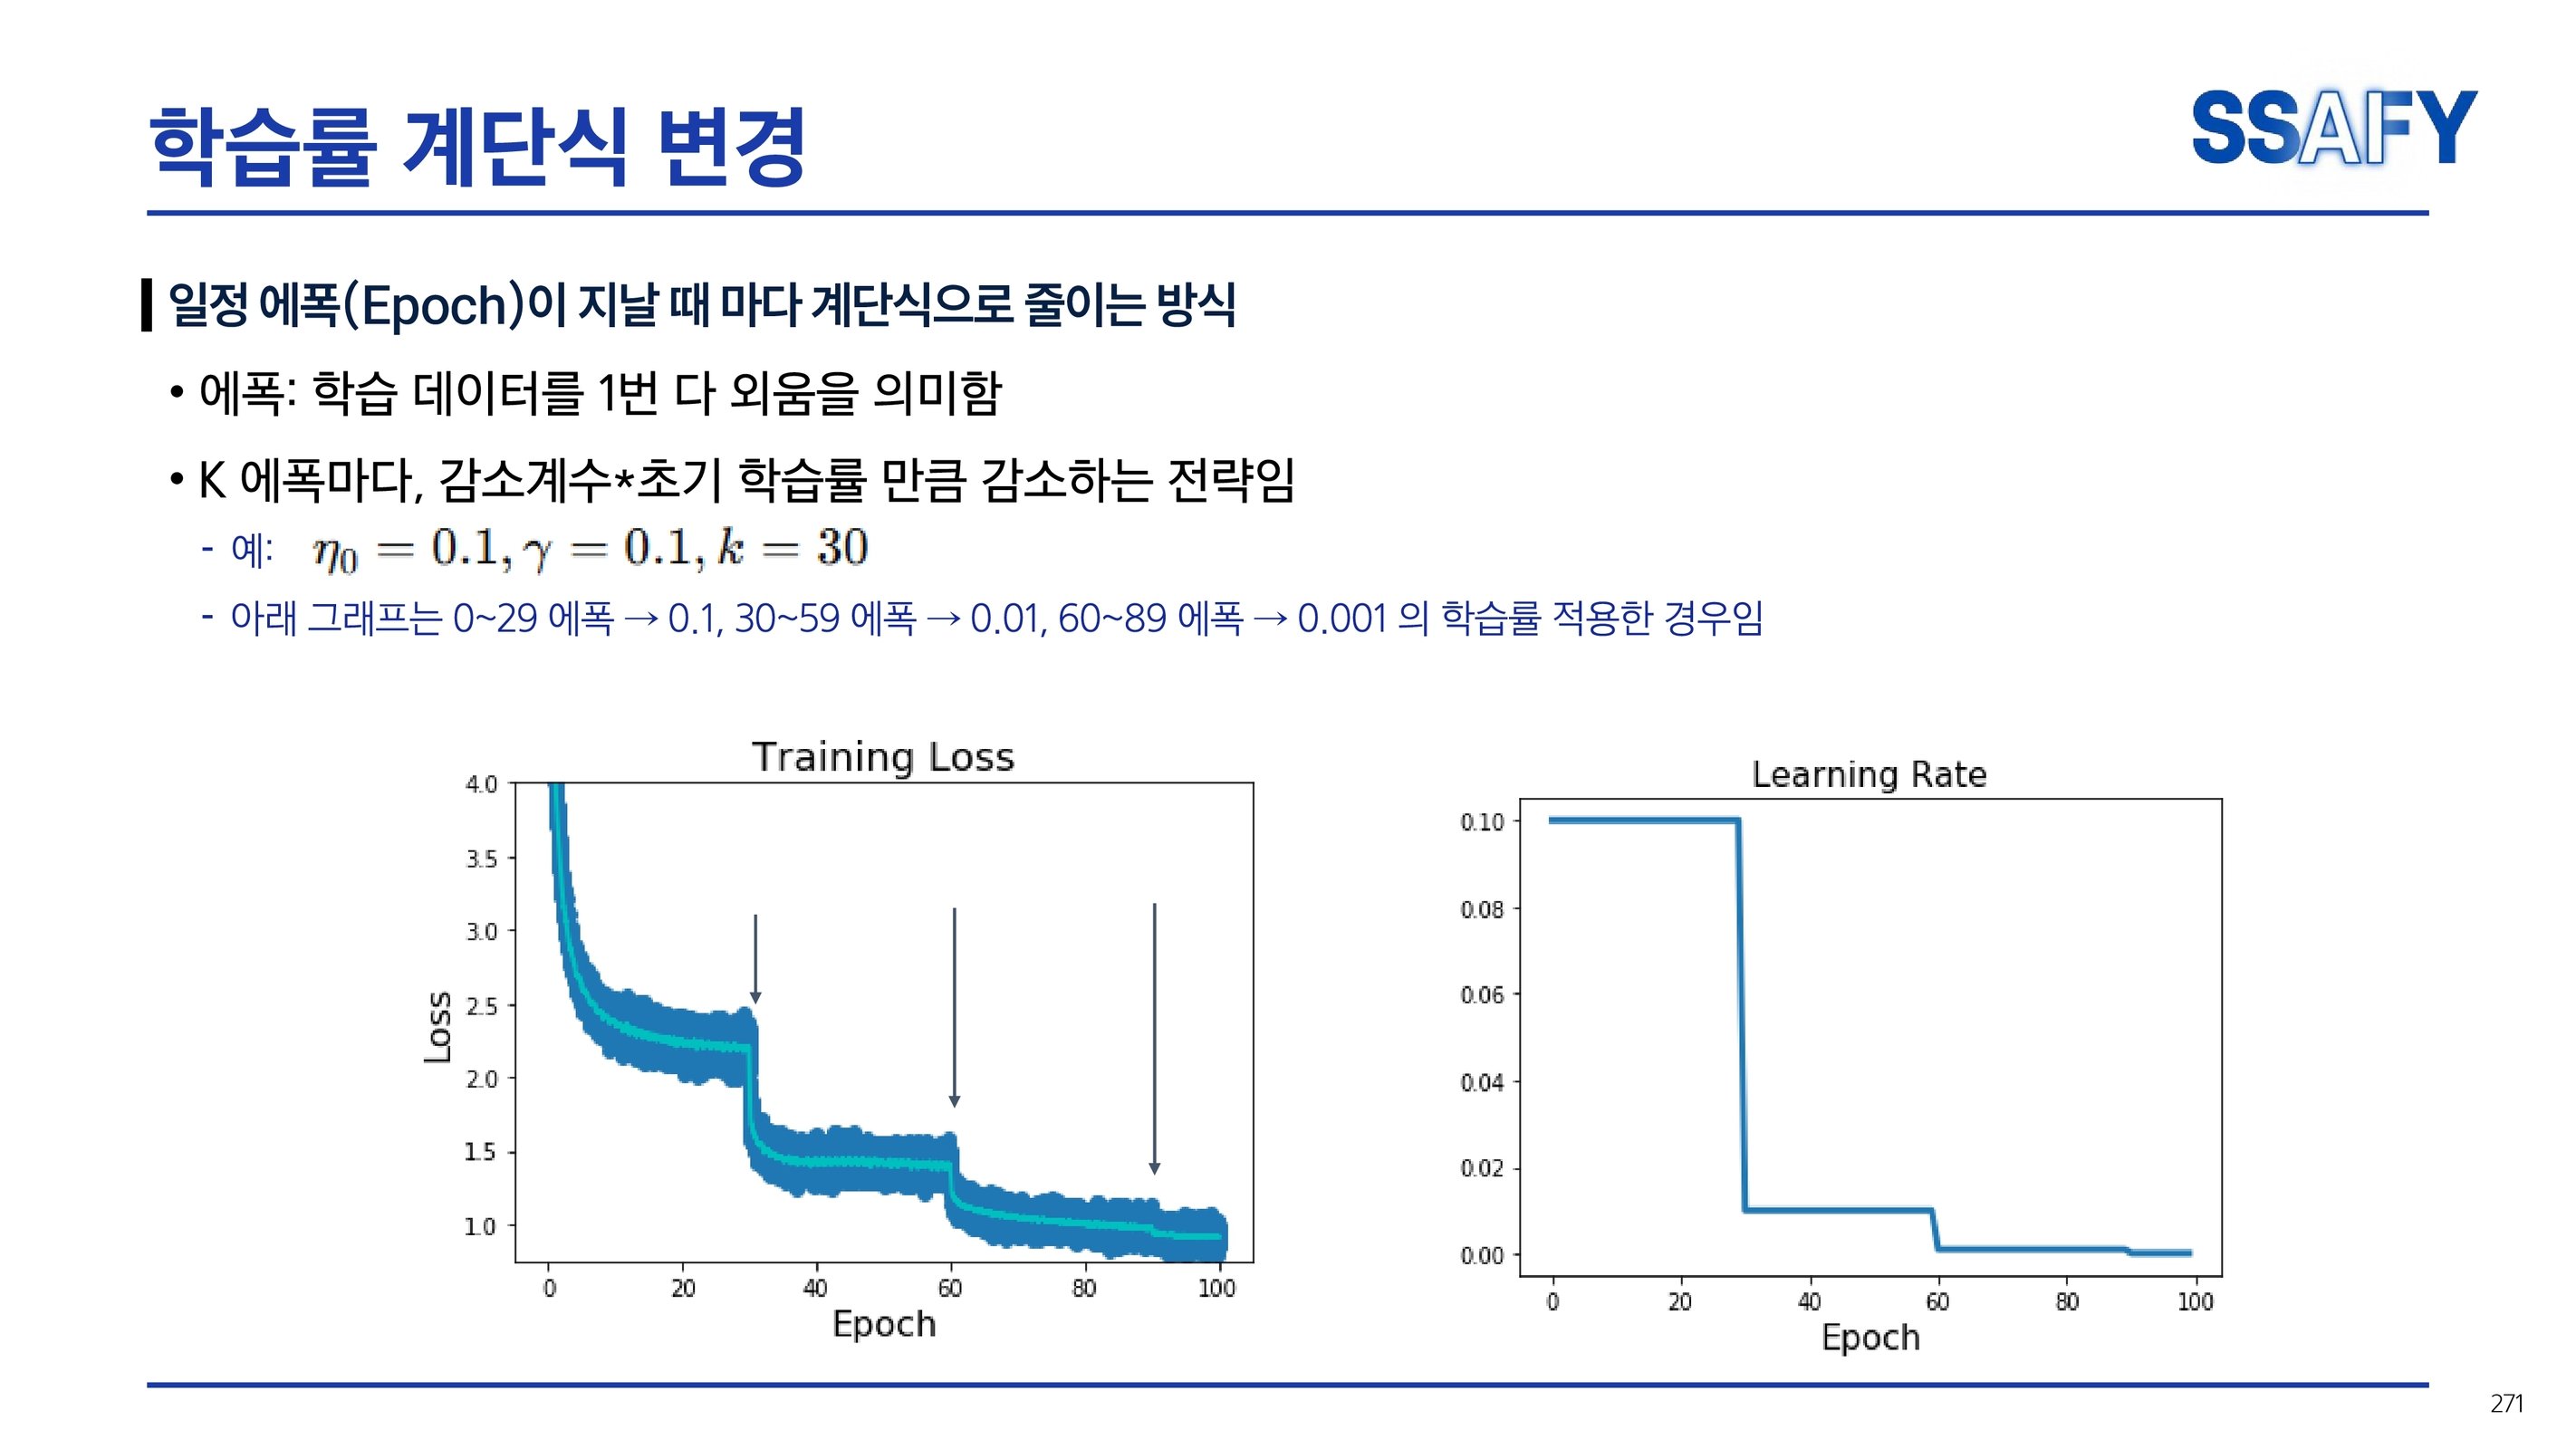 학습률 계단식 변경
SSAFY
일정 에폭(Epoch)이 지날 때 마다 계단식으로 줄이는 방식
• 에폭: 학습 데이터를 1번 다 외움을 의미함
• K 에폭마다, 감소계수*초기 학습률 만큼 감소하는 전략임
- 예: η₀ = 0.1, γ = 0.1, k = 30
- 아래 그래프는 0~29 에폭 → 0.1, 30~59 에폭 → 0.01, 60~89 에폭 → 0.001 의 학습률 적용한 경우임
Training Loss
4.0
3.5
3.0
2.5
2.0
1.5
1.0
Loss
0 20 40 60 80 100
Epoch
Learning Rate
0.10
0.08
0.06
0.04
0.02
0.00
0 20 40 60 80 100
Epoch
271